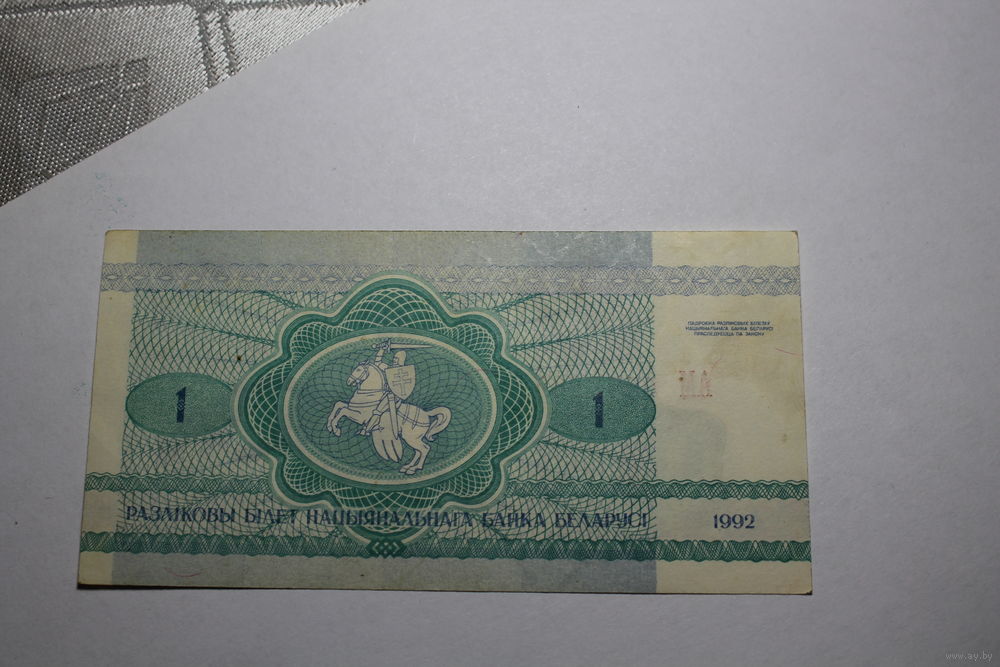 ПАДРОБКА РАЗЛІКОВЫХ БІЛЕТАЎ
НАЦЫЯНАЛЬНАГА БАНКА БЕЛАРУСІ
ПРАСЛЕДУЕЦЦА ПА ЗАКОНУ
1
1
РАЗЛІКОВЫ БІЛЕТ НАЦЫЯНАЛЬНАГА БАНКА БЕЛАРУСІ
1992
www.ay.by